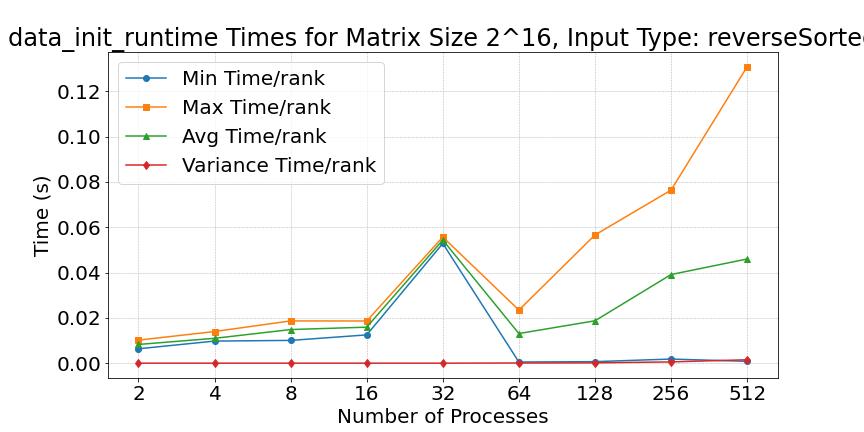 data_init_runtime Times for Matrix Size 2^16, Input Type: reverseSorte
Min Time/rank
Max Time/rank
Avg Time/rank
Variance Time/rank
Time (s)
0.12
0.10
0.08
0.06
0.04
0.02
0.00
2 4 8 16 32 64 128 256 512
Number of Processes